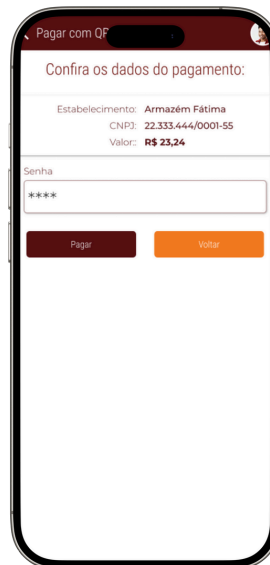 Pagar com QR
Confira os dados do pagamento:
Estabelecimento: Armazém Fátima
CNPJ: 22.333.444/0001-55
Valor:: R$ 23,24
Senha
****
Pagar Voltar